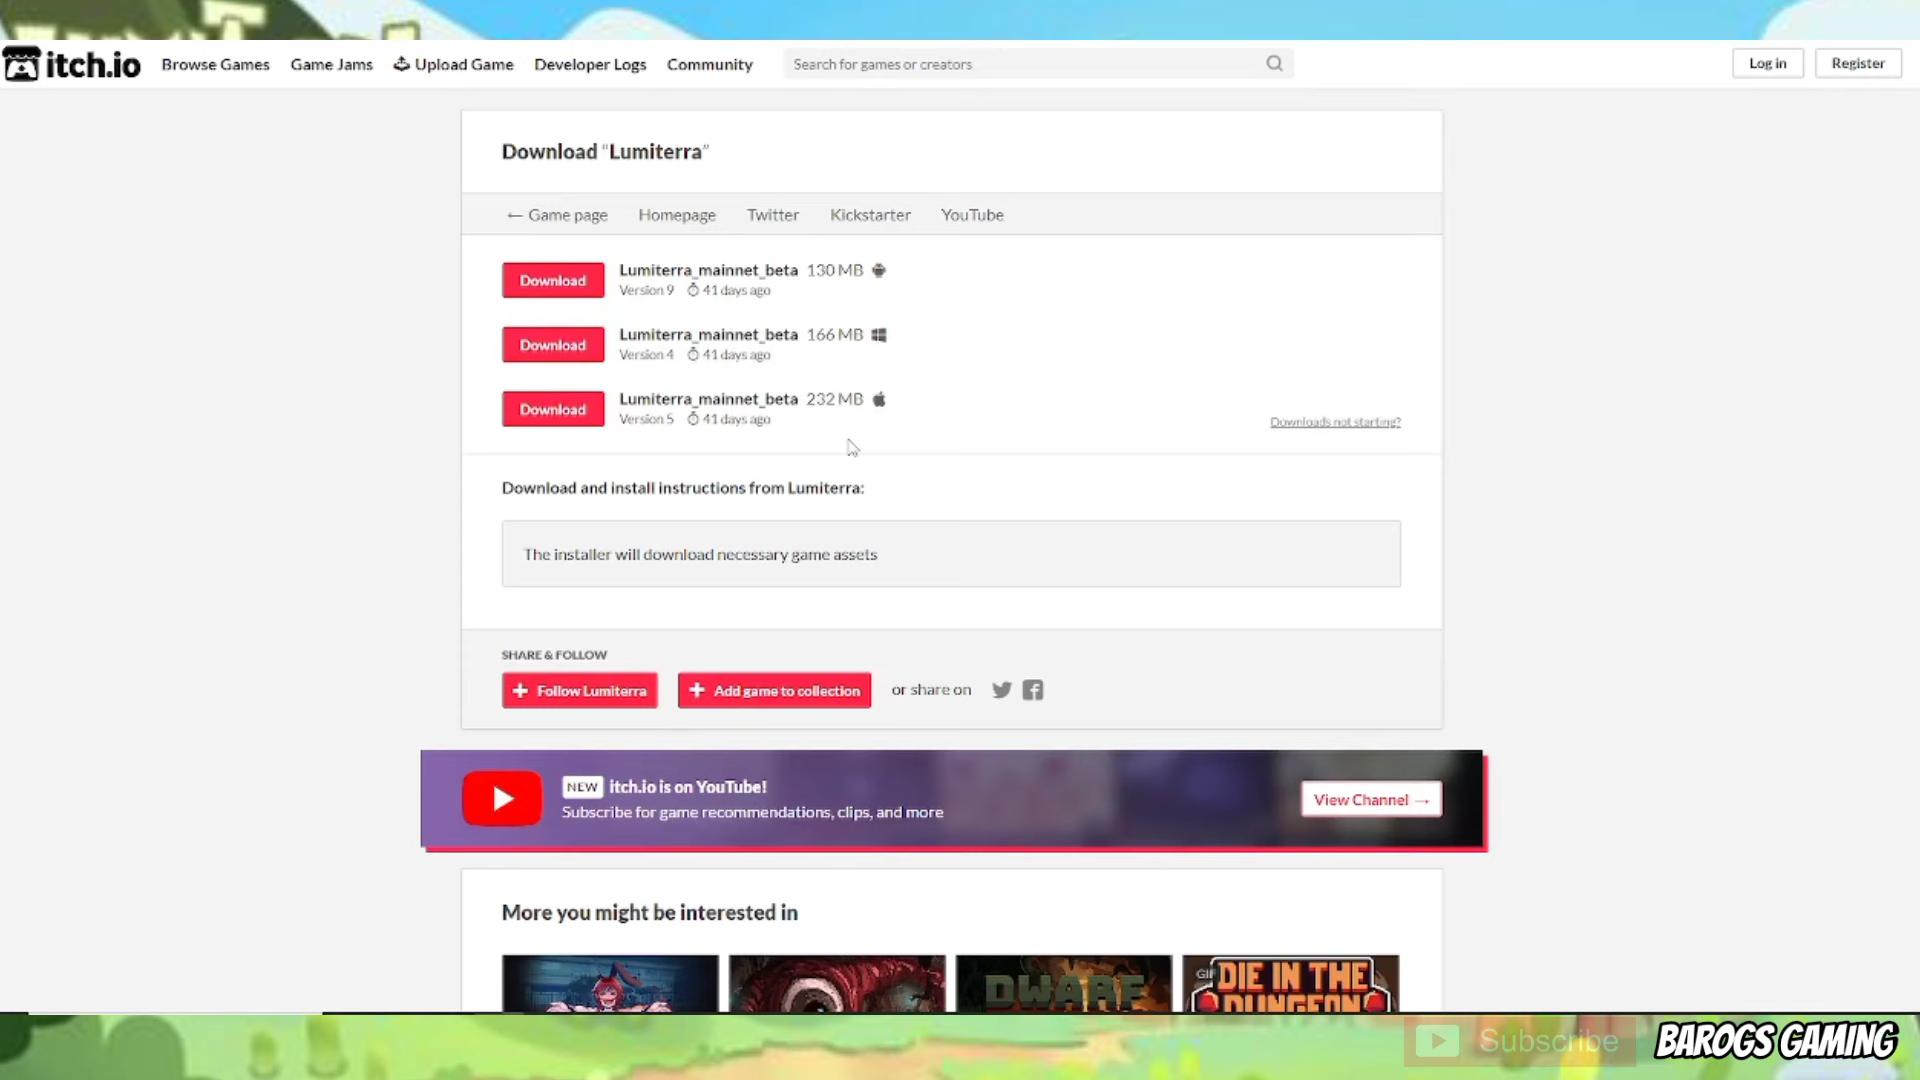 itch.io Browse Games Game Jams Upload Game Developer Logs Community Search for games or creators Log in Register
Download “Lumiterra”
← Game page Homepage Twitter Kickstarter YouTube
Download Lumiterra_mainnet_beta 130 MB
Version 9 41 days ago
Download Lumiterra_mainnet_beta 166 MB
Version 4 41 days ago
Download Lumiterra_mainnet_beta 232 MB
Version 5 41 days ago
Downloads not starting?
Download and install instructions from Lumiterra:
The installer will download necessary game assets
SHARE & FOLLOW
+ Follow Lumiterra + Add game to collection or share on
NEW itch.io is on YouTube!
Subscribe for game recommendations, clips, and more
View Channel →
More you might be interested in
DWARF
GIF DIE IN THE
DUNGEON
Subscribe BAROGS GAMING